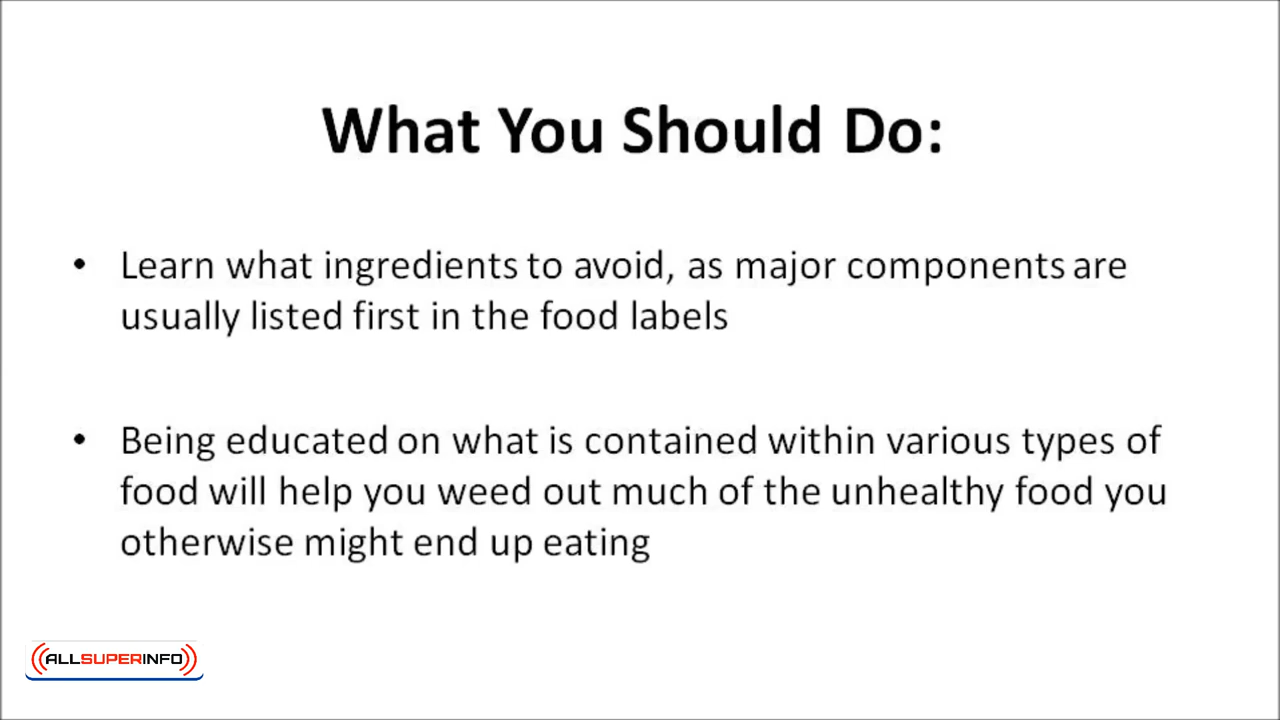 What You Should Do:
• Learn what ingredients to avoid, as major components are
usually listed first in the food labels
• Being educated on what is contained within various types of
food will help you weed out much of the unhealthy food you
otherwise might end up eating
ALLSUPERINFO